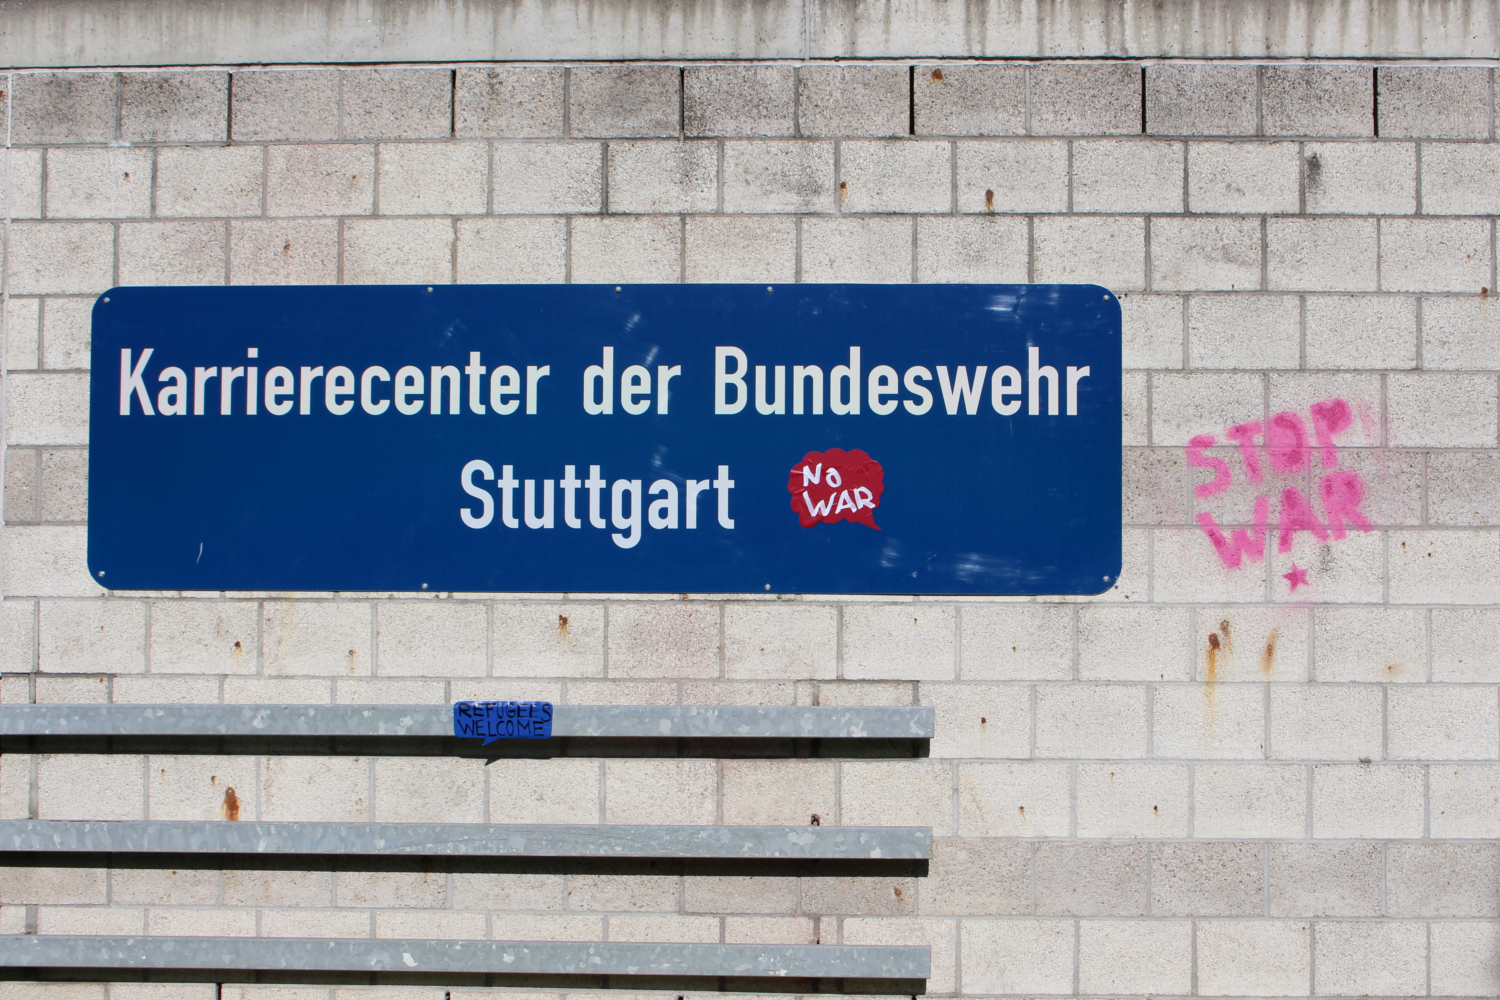 Karrierecenter der Bundeswehr
Stuttgart
NO
WAR
STOP
WAR
REFUGEES
WELCOME